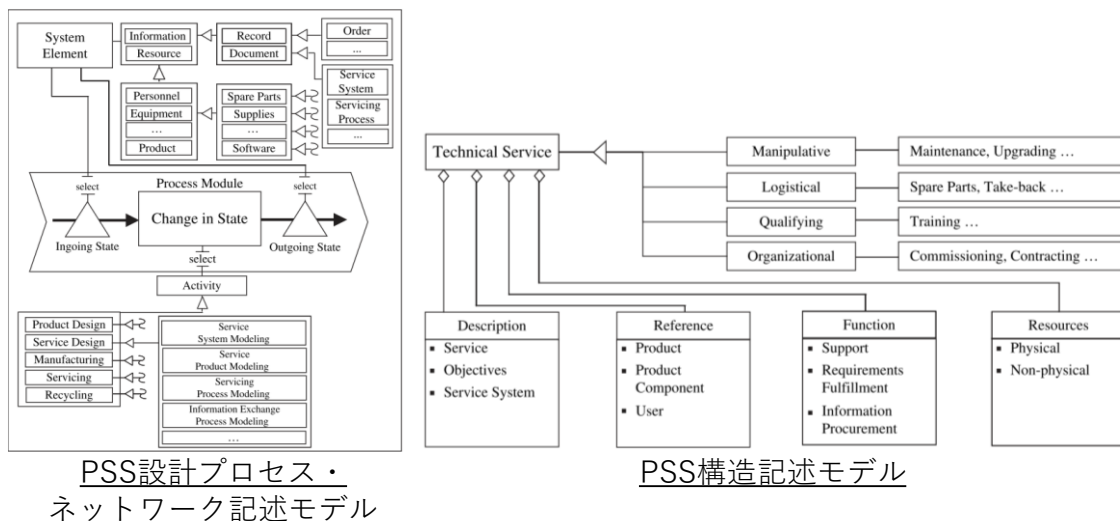 System
Element
Information
Resource
Record
Document
Order
...
Service
System
Servicing
Process
...
Personnel
Equipment
...
Product
Spare Parts
Supplies
...
Software
select
Process Module
select
Change in State
Ingoing State
Outgoing State
select
Activity
Product Design
Service Design
Manufacturing
Servicing
Recycling
Service
System Modeling
Service
Product Modeling
Servicing
Process Modeling
Information Exchange
Process Modeling
...
PSS設計プロセス・
ネットワーク記述モデル
Technical Service
Manipulative
Maintenance, Upgrading ...
Logistical
Spare Parts, Take-back ...
Qualifying
Training ...
Organizational
Commissioning, Contracting ...
Description
▪ Service
▪ Objectives
▪ Service System
Reference
▪ Product
▪ Product
Component
▪ User
Function
▪ Support
▪ Requirements
Fulfillment
▪ Information
Procurement
Resources
▪ Physical
▪ Non-physical
PSS構造記述モデル